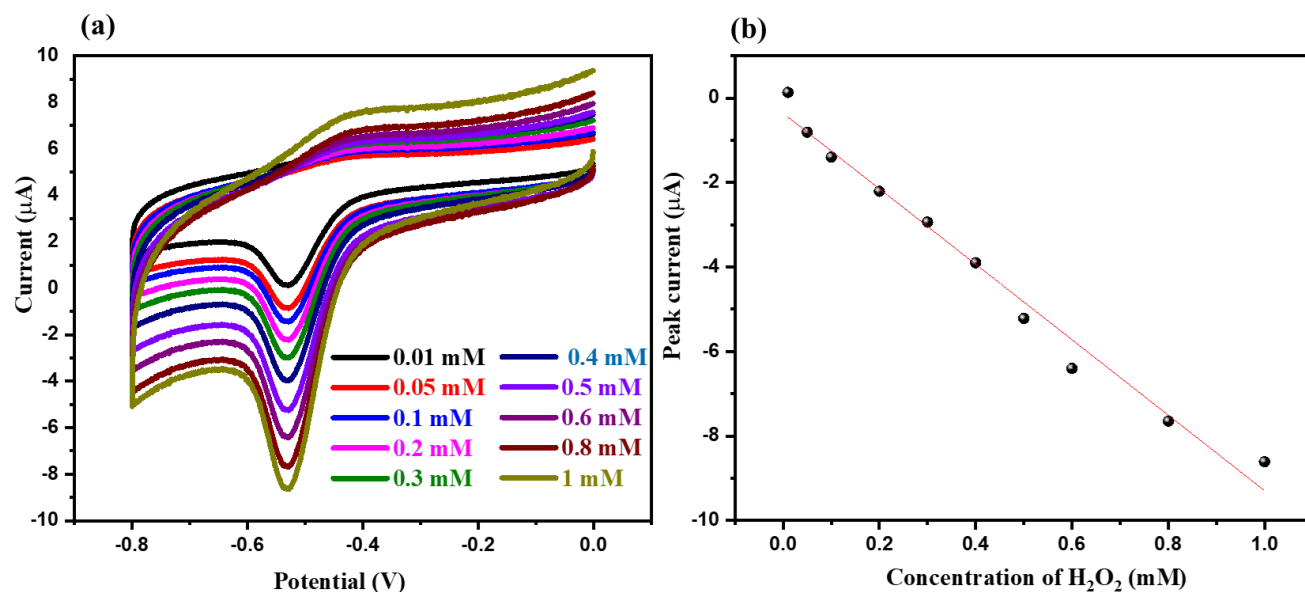 (a)
10
8
6
4
2
0
-2
-4
-6
-8
-10
Current (μA)
-0.8
-0.6
-0.4
-0.2
0.0
Potential (V)
0.01 mM
0.05 mM
0.1 mM
0.2 mM
0.3 mM
0.4 mM
0.5 mM
0.6 mM
0.8 mM
1 mM
(b)
0
-2
-4
-6
-8
-10
Peak current (μA)
0.0
0.2
0.4
0.6
0.8
1.0
Concentration of H₂O₂ (mM)